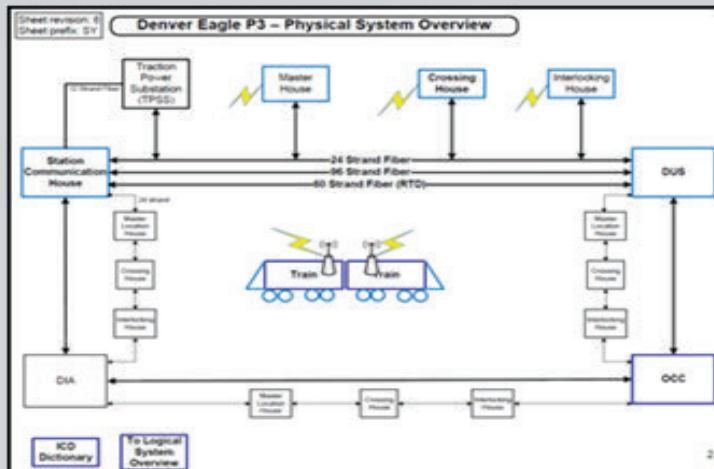 Sheet revision: 6
Sheet prefix: SY
Denver Eagle P3 – Physical System Overview
Traction
Power
Substation
(TPSS)
Master
House
Crossing
House
Interlocking
House
12 Strand Fiber
Station
Communication
House
24 Strand Fiber
96 Strand Fiber
60 Strand Fiber (RTD)
DUS
24 strand
Master
Location
House
Master
Location
House
Train
Train
Crossing
House
Crossing
House
Interlocking
House
Interlocking
House
DIA
OCC
Master
Location
House
Crossing
House
Interlocking
House
ICD
Dictionary
To Logical
System
Overview
2